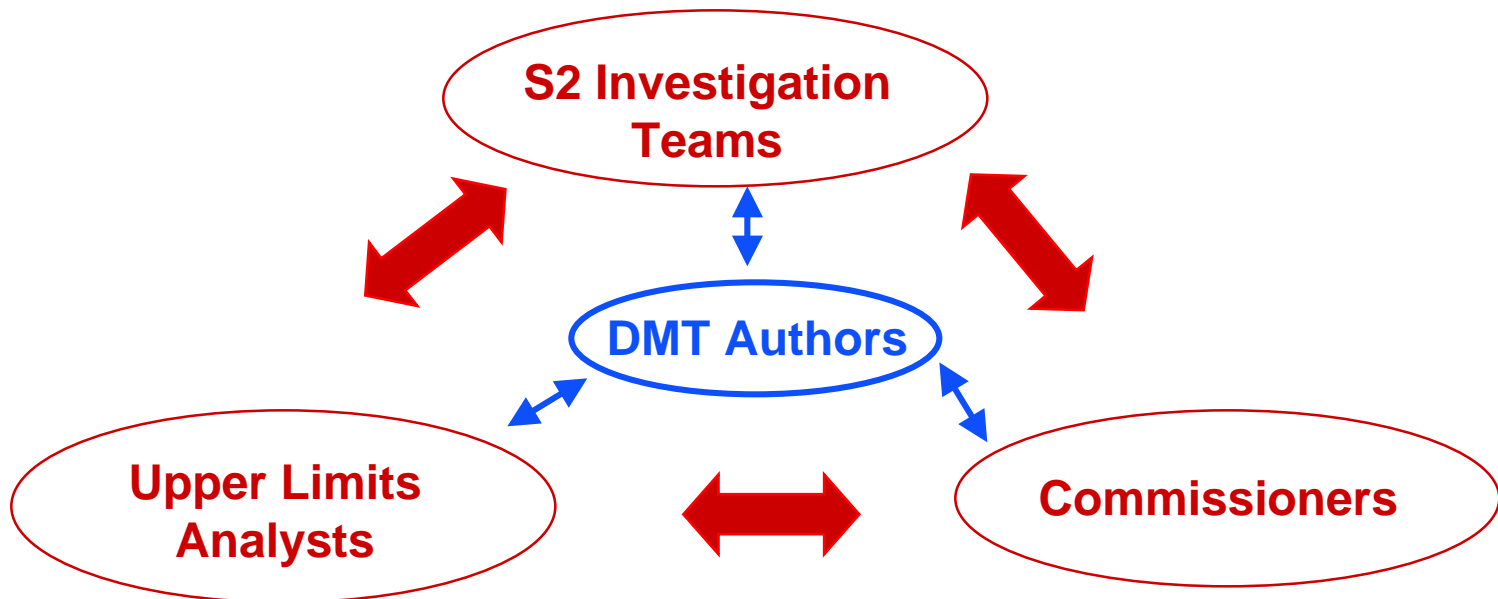 S2 Investigation
Teams
DMT Authors
Upper Limits
Analysts
Commissioners